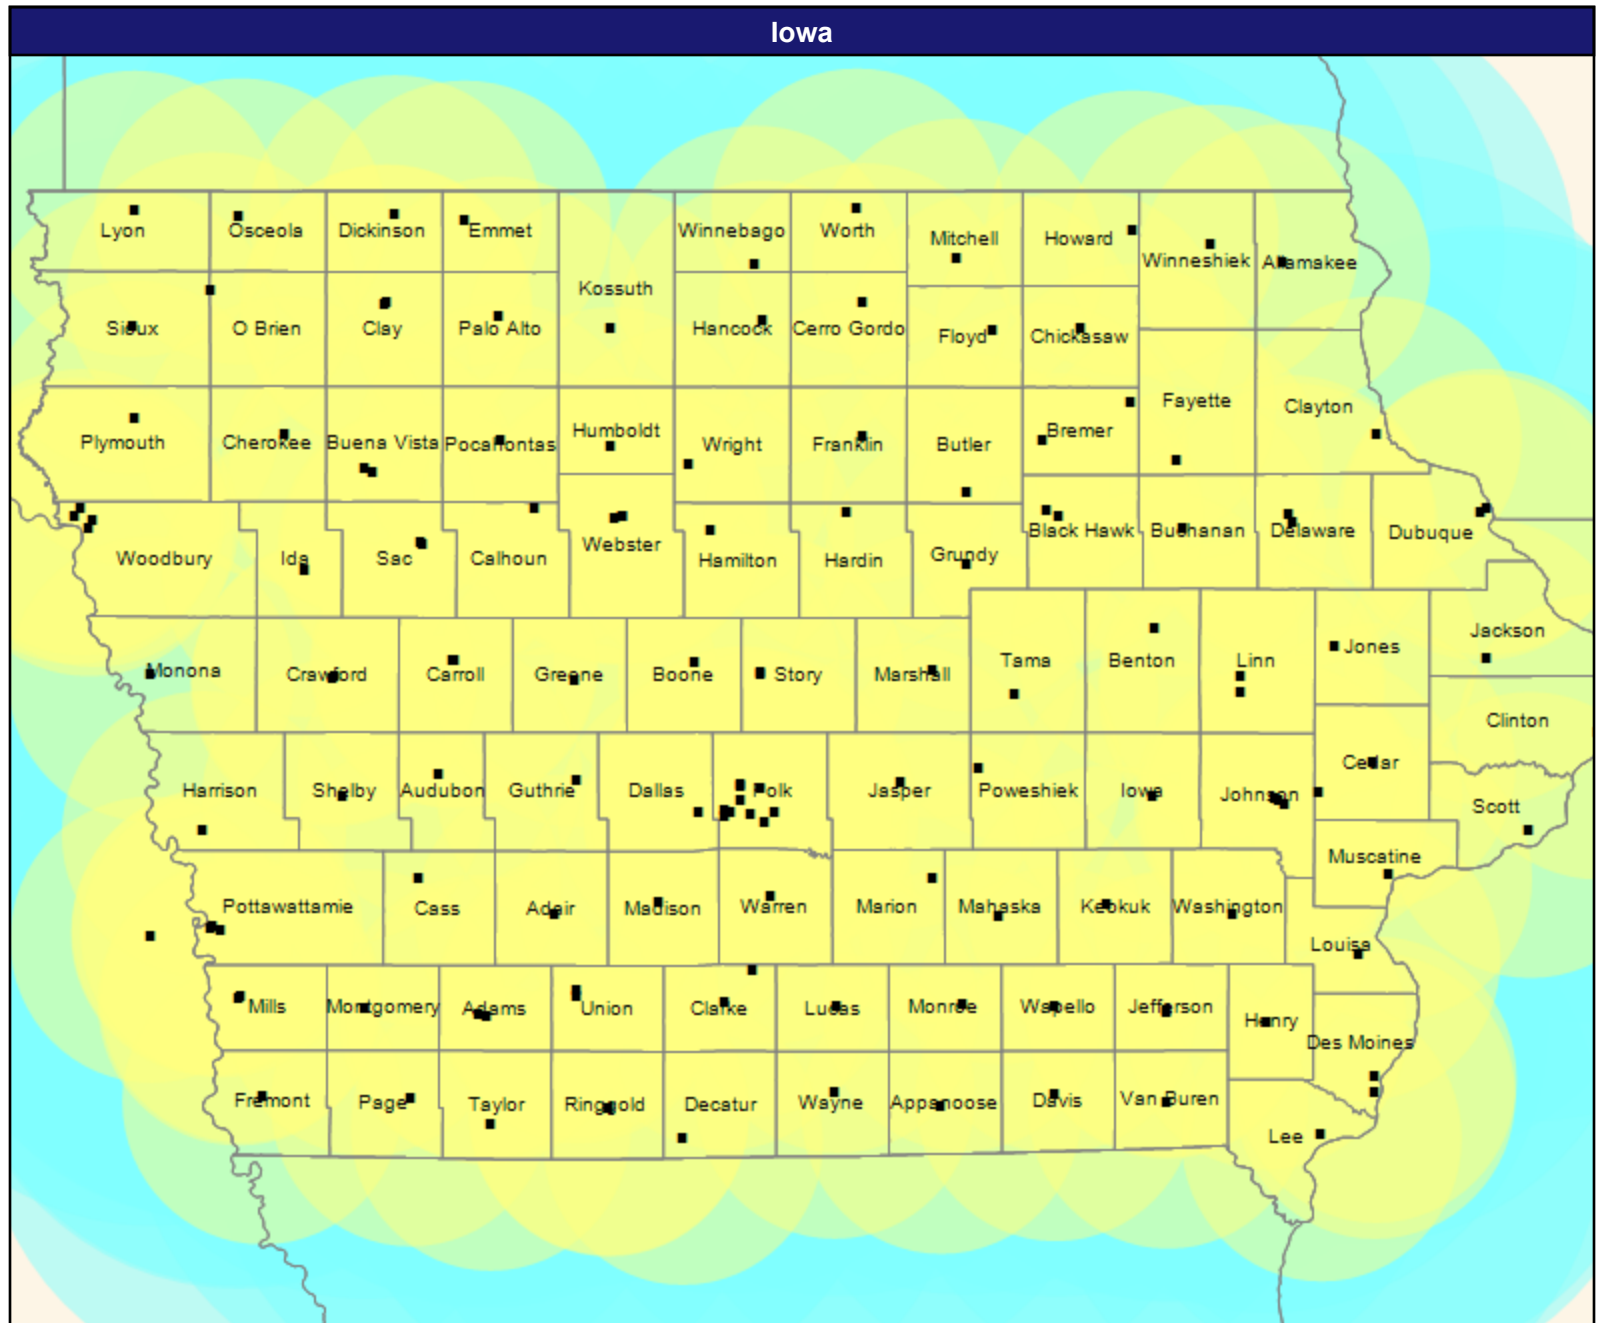 Iowa
Lyon
Osceola
Dickinson
Emmet
Winnebago
Worth
Mitchell
Howard
Winneshiek
Allamakee
Kossuth
Sioux
O Brien
Clay
Palo Alto
Hancock
Cerro Gordo
Floyd
Chickasaw
Fayette
Clayton
Plymouth
Cherokee
Buena Vista
Pocahontas
Humboldt
Wright
Franklin
Butler
Bremer
Woodbury
Ida
Sac
Calhoun
Webster
Hamilton
Hardin
Grundy
Black Hawk
Buchanan
Delaware
Dubuque
Monona
Crawford
Carroll
Greene
Boone
Story
Marshall
Tama
Benton
Linn
Jones
Jackson
Clinton
Harrison
Shelby
Audubon
Guthrie
Dallas
Polk
Jasper
Poweshiek
Iowa
Johnson
Cedar
Scott
Muscatine
Pottawattamie
Cass
Adair
Madison
Warren
Marion
Mahaska
Keokuk
Washington
Louisa
Mills
Montgomery
Adams
Union
Clarke
Lucas
Monroe
Wapello
Jefferson
Henry
Des Moines
Fremont
Page
Taylor
Ringgold
Decatur
Wayne
Appanoose
Davis
Van Buren
Lee